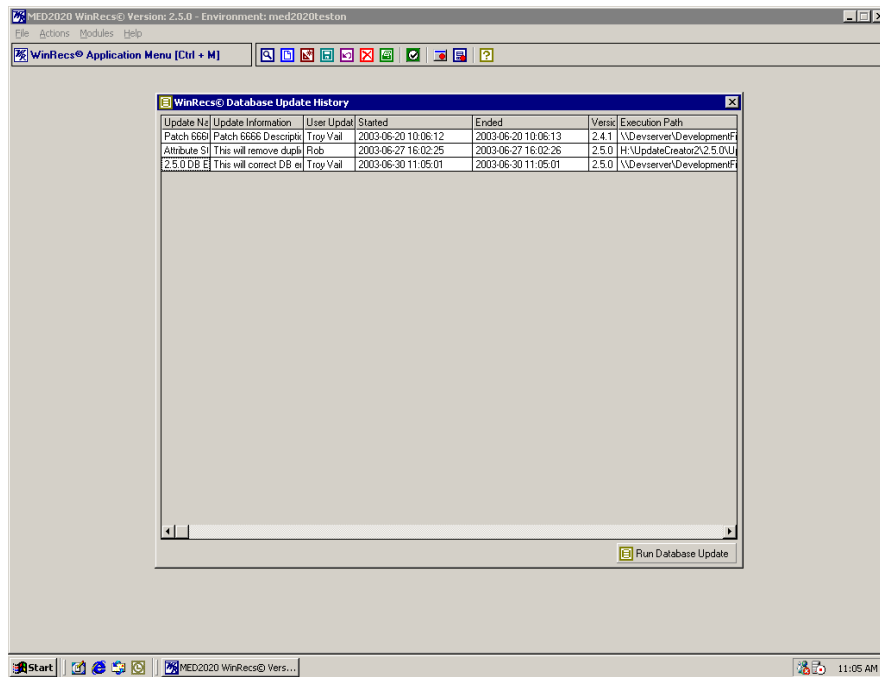 MED2020 WinRecs© Version: 2.5.0 - Environment: med2020teston
File Actions Modules Help
WinRecs© Application Menu [Ctrl + M]
WinRecs© Database Update History
Update Na Update Information User Updat Started Ended Versic Execution Path
Patch 666 Patch 6666 Descriptic Troy Vail 2003-06-20 10:06:12 2003-06-20 10:06:13 2.4.1 \\Devserver\DevelopmentFi
Attribute S This will remove dupli Rob 2003-06-27 16:02:25 2003-06-27 16:02:26 2.5.0 H:\UpdateCreator2\2.5.0\U
2.5.0 DB E This will correct DB e Troy Vail 2003-06-30 11:05:01 2003-06-30 11:05:01 2.5.0 \\Devserver\DevelopmentFi
Run Database Update
Start MED2020 WinRecs© Vers... 11:05 AM